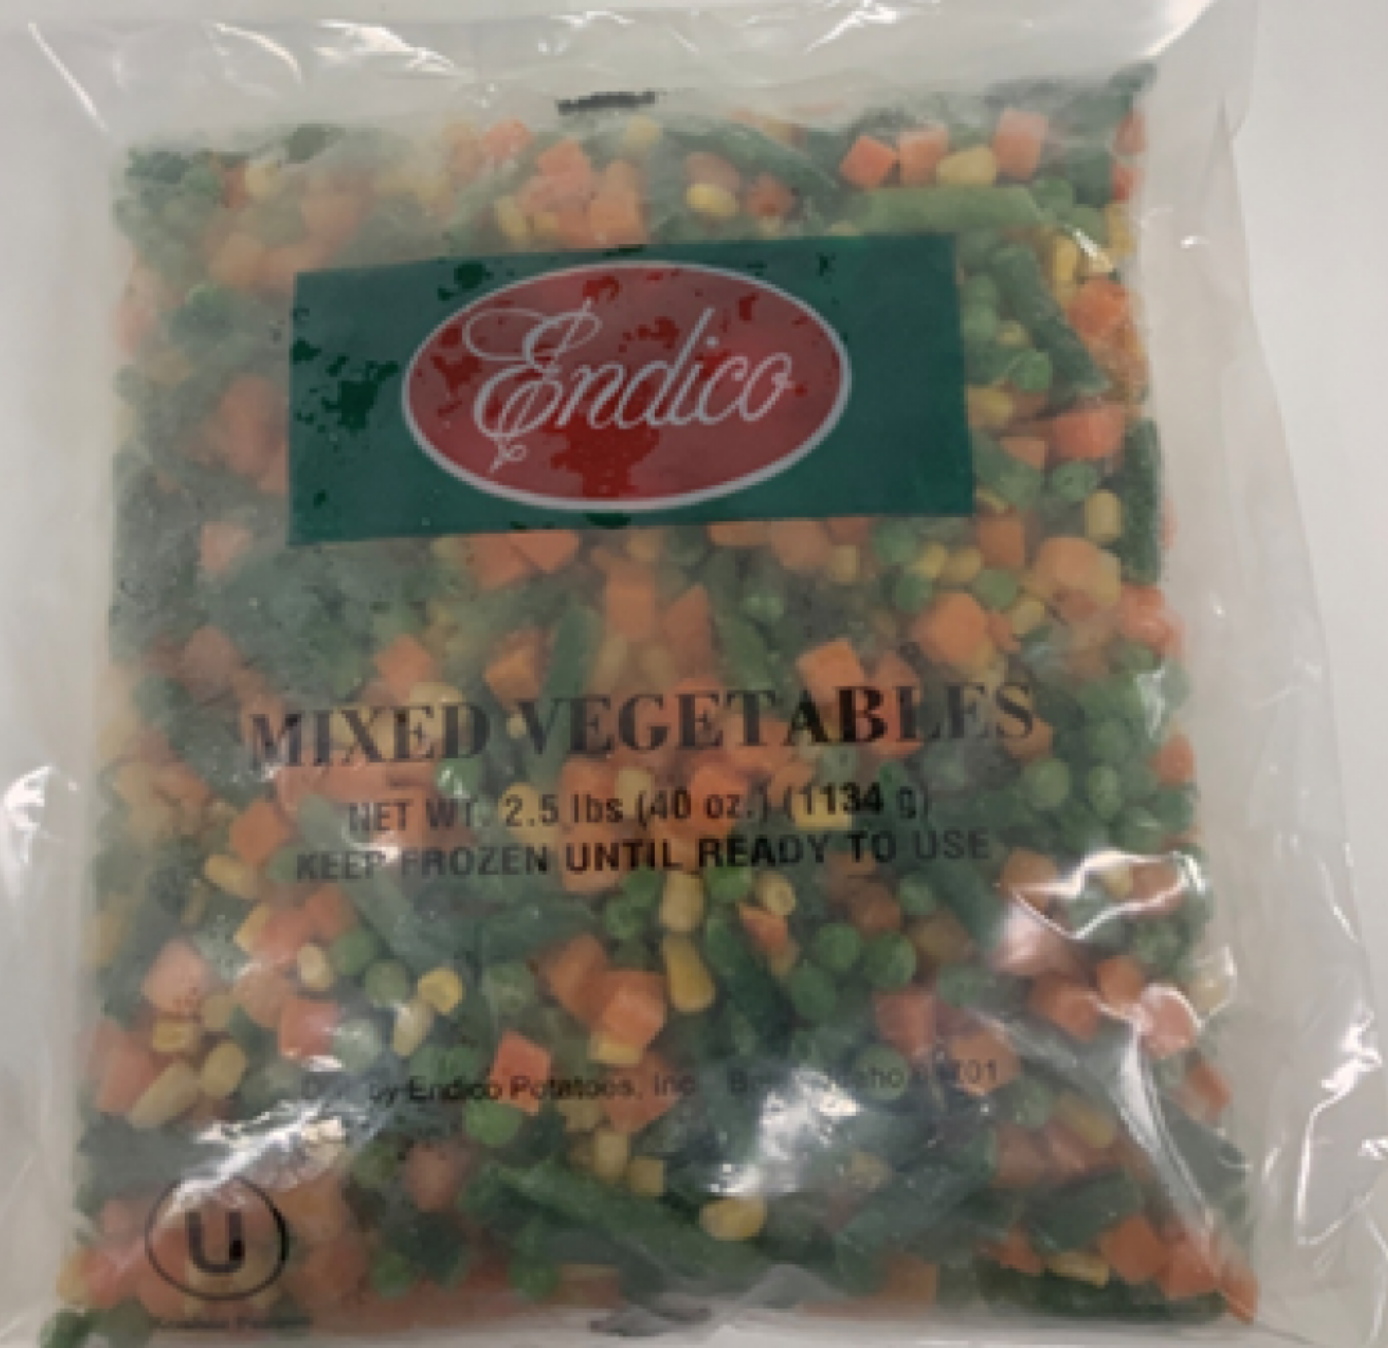 Endico
MIXED VEGETABLES
NET WT. 2.5 lbs (40 oz.) (1134 g)
KEEP FROZEN UNTIL READY TO USE
by Endico Potatoes, Inc
U